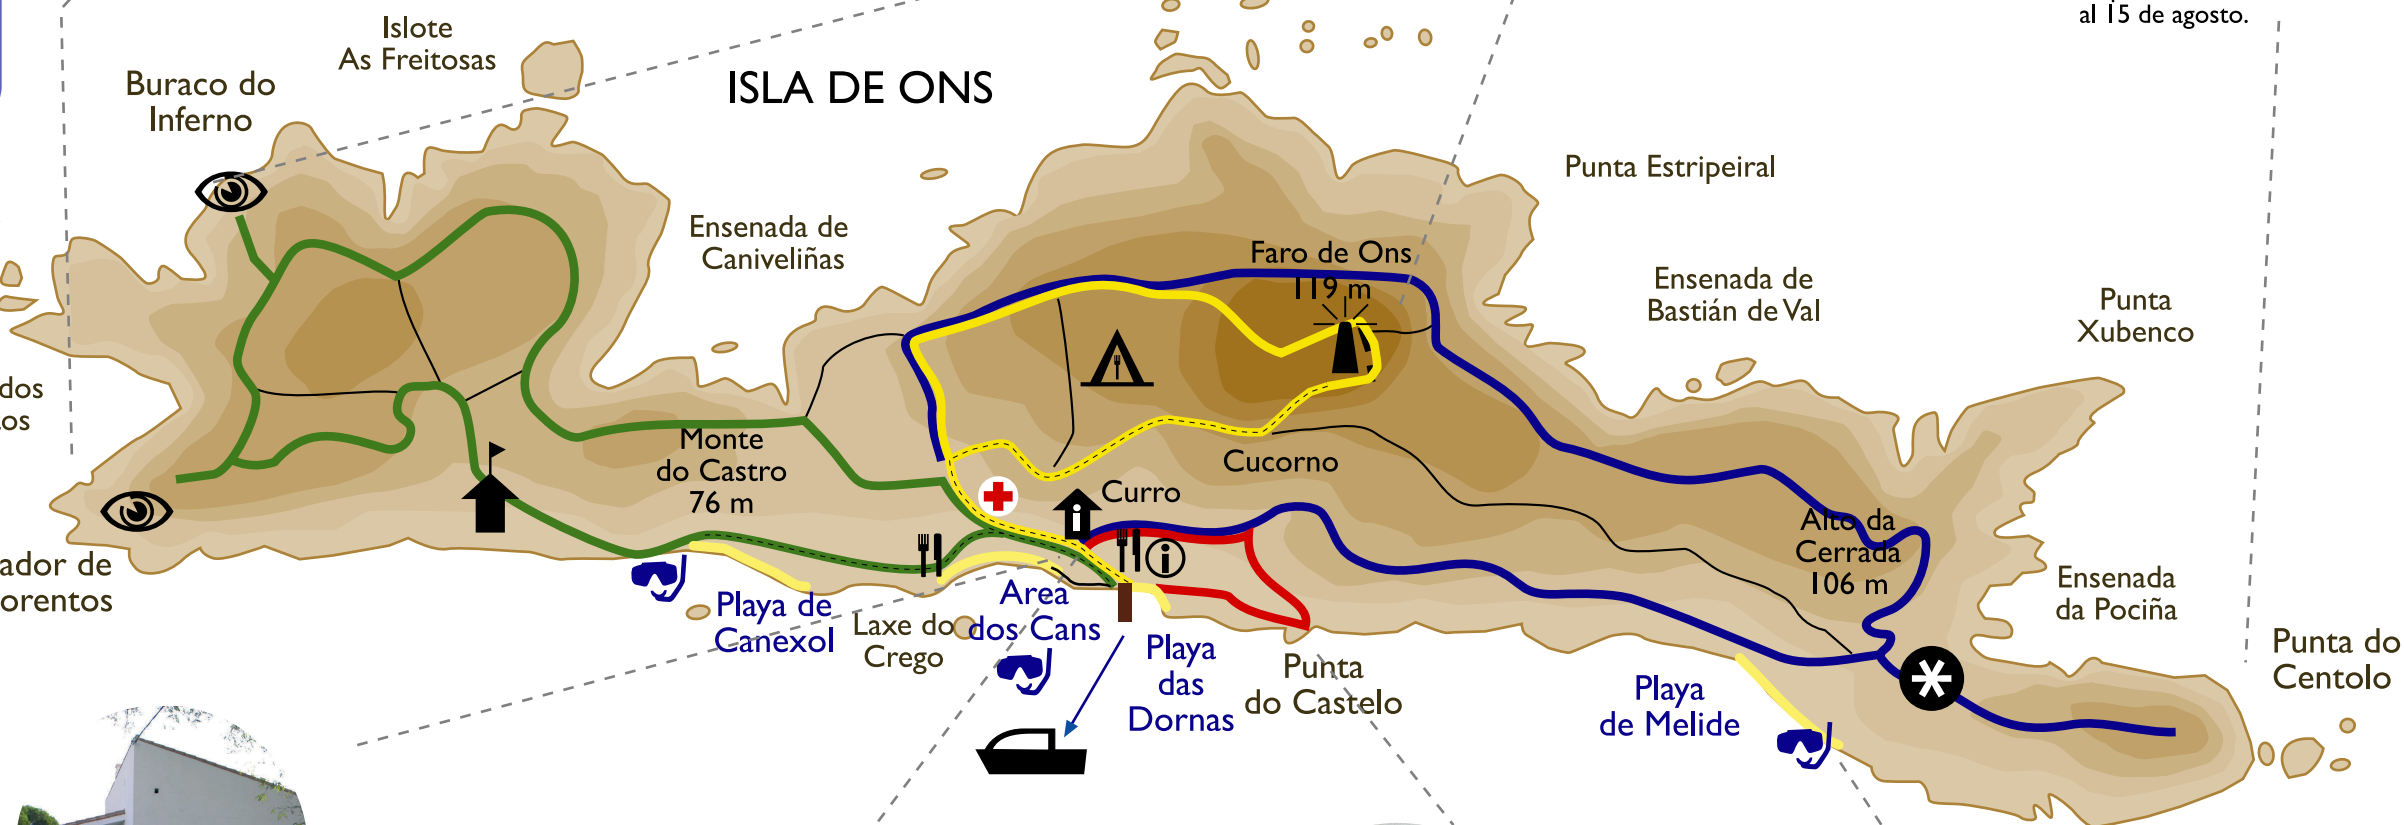 al 15 de agosto.
Islote
As Freitosas
Buraco do
Inferno
ISLA DE ONS
Punta Estripeiral
Ensenada de
Caniveliñas
Faro de Ons
119 m
Ensenada de
Bastián de Val
Punta
Xubenco
dos
os
Monte
do Castro
76 m
Cucorno
Curro
i
i
Alto da
Cerrada
106 m
ador de
orentos
Playa de
Canexol
Laxe do
Crego
Area
dos Cans
Playa
das
Dornas
Punta
do Castelo
Playa
de Melide
Ensenada
da Pociña
Punta do
Centolo